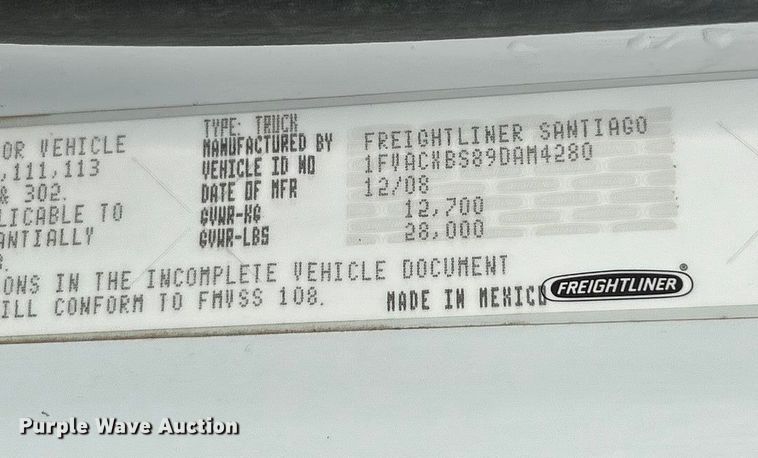 TYPE: TRUCK
OR VEHICLE MANUFACTURED BY FREIGHTLINER SANTIAGO
,111,113 VEHICLE ID NO 1FVACXBS89DAM4280
& 302. DATE OF MFR 12/08
LICABLE TO GVWR-KG 12,700
ANTIALLY GVWR-LBS 28,000
ONS IN THE INCOMPLETE VEHICLE DOCUMENT
ILL CONFORM TO FMVSS 108. MADE IN MEXICO FREIGHTLINER®
Purple Wave Auction